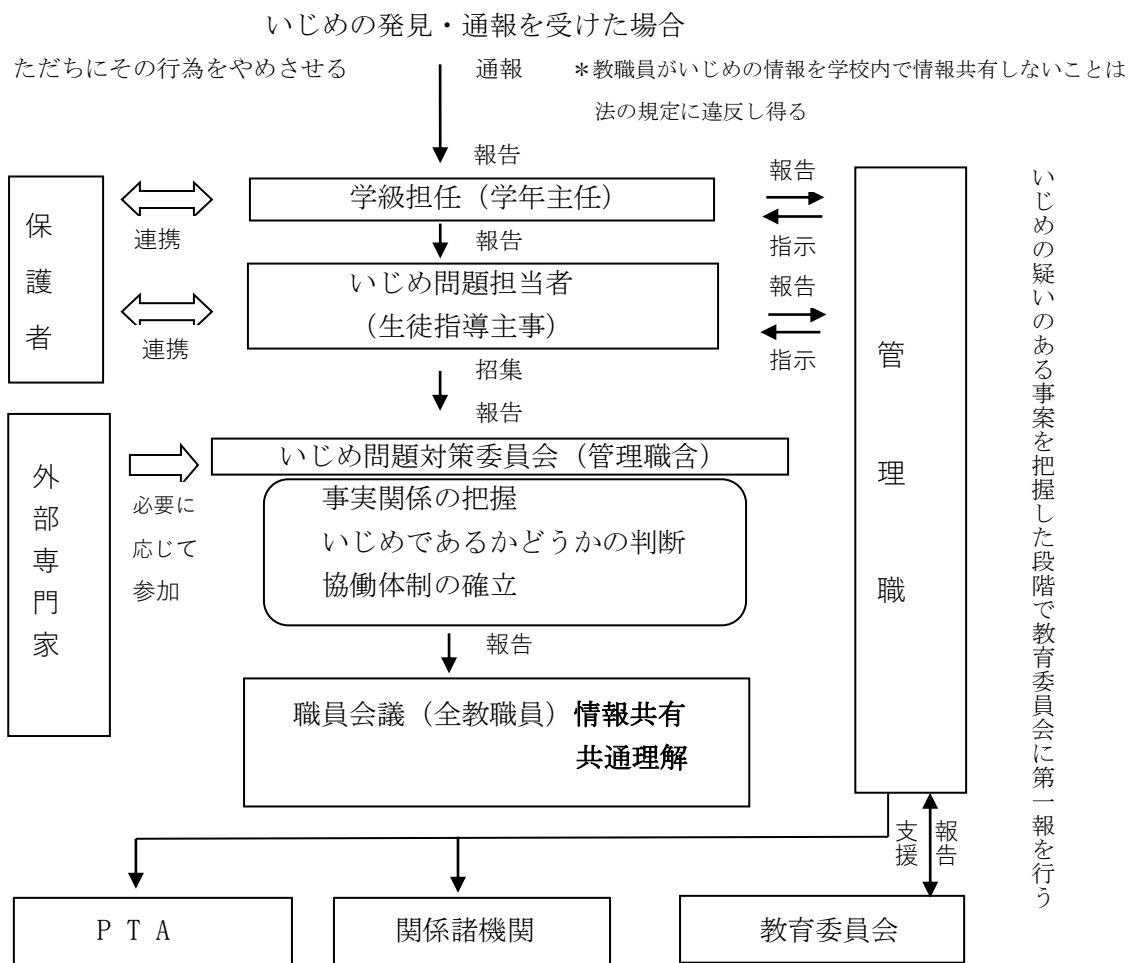 いじめの発見・通報を受けた場合
ただちにその行為をやめさせる
通報
＊教職員がいじめの情報を学校内で情報共有しないことは
法の規定に違反し得る
報告
学級担任（学年主任）
報告
指示
保護者
連携
報告
いじめ問題担当者
（生徒指導主事）
報告
指示
連携
招集
報告
管理職
いじめの疑いのある事案を把握した段階で教育委員会に第一報を行う
いじめ問題対策委員会（管理職含）
外部専門家
必要に
応じて
参加
事実関係の把握
いじめであるかどうかの判断
協働体制の確立
報告
職員会議（全教職員）情報共有
共通理解
支援
報告
ＰＴＡ
関係諸機関
教育委員会